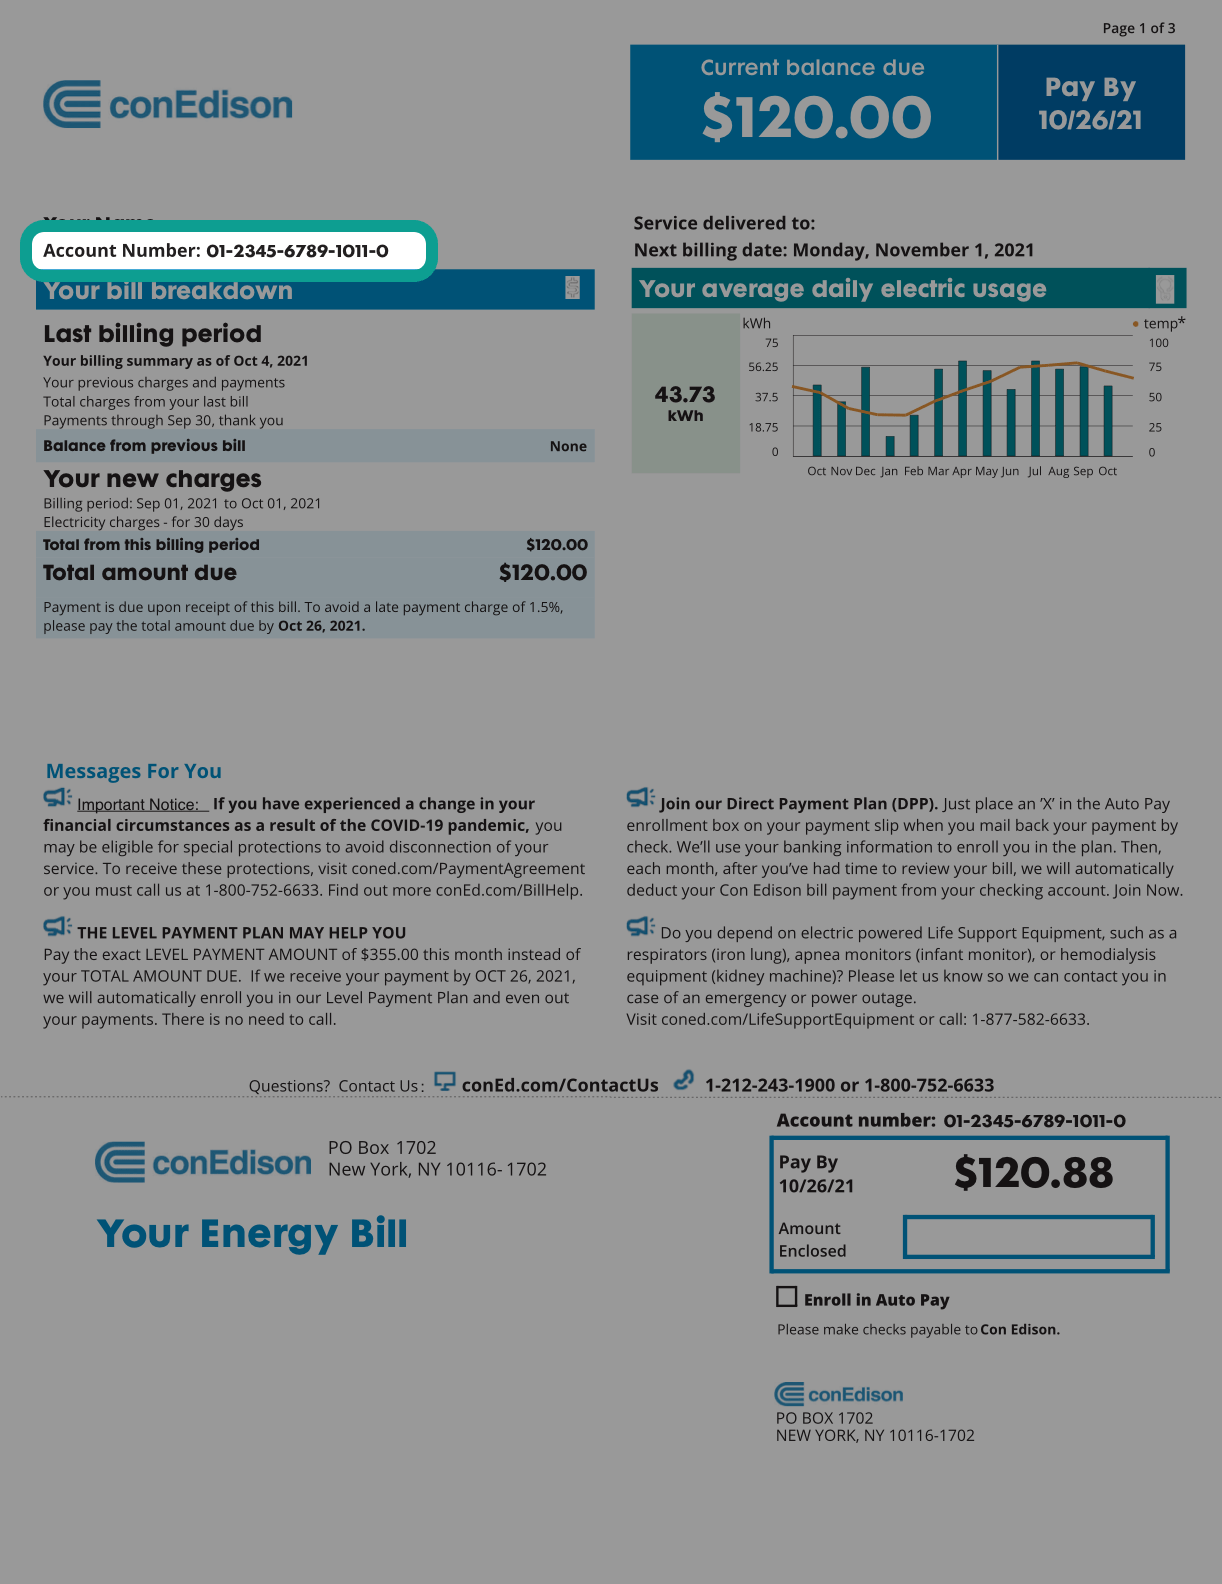 Page 1 of 3
conEdison
Current balance due
$120.00
Pay By
10/26/21
Your Name
Account Number: 01-2345-6789-1011-0
Service delivered to:
Next billing date: Monday, November 1, 2021
Your bill breakdown
Last billing period
Your billing summary as of Oct 4, 2021
Your previous charges and payments
Total charges from your last bill
Payments through Sep 30, thank you
Balance from previous bill None
Your new charges
Billing period: Sep 01, 2021 to Oct 01, 2021
Electricity charges - for 30 days
Total from this billing period $120.00
Total amount due $120.00
Payment is due upon receipt of this bill. To avoid a late payment charge of 1.5%,
please pay the total amount due by Oct 26, 2021.
Your average daily electric usage
43.73
kWh
kWh temp*
75 100
56.25 75
37.5 50
18.75 25
0 0
Oct Nov Dec Jan Feb Mar Apr May Jun Jul Aug Sep Oct
Messages For You
Important Notice: If you have experienced a change in your
financial circumstances as a result of the COVID-19 pandemic, you
may be eligible for special protections to avoid disconnection of your
service. To receive these protections, visit coned.com/PaymentAgreement
or you must call us at 1-800-752-6633. Find out more conEd.com/BillHelp.
THE LEVEL PAYMENT PLAN MAY HELP YOU
Pay the exact LEVEL PAYMENT AMOUNT of $355.00 this month instead of
your TOTAL AMOUNT DUE. If we receive your payment by OCT 26, 2021,
we will automatically enroll you in our Level Payment Plan and even out
your payments. There is no need to call.
Join our Direct Payment Plan (DPP). Just place an 'X' in the Auto Pay
enrollment box on your payment slip when you mail back your payment by
check. We'll use your banking information to enroll you in the plan. Then,
each month, after you've had time to review your bill, we will automatically
deduct your Con Edison bill payment from your checking account. Join Now.
Do you depend on electric powered Life Support Equipment, such as a
respirators (iron lung), apnea monitors (infant monitor), or hemodialysis
equipment (kidney machine)? Please let us know so we can contact you in
case of an emergency or power outage.
Visit coned.com/LifeSupportEquipment or call: 1-877-582-6633.
Questions? Contact Us: conEd.com/ContactUs 1-212-243-1900 or 1-800-752-6633
conEdison
PO Box 1702
New York, NY 10116- 1702
Your Energy Bill
Account number: 01-2345-6789-1011-0
Pay By
10/26/21
$120.88
Amount
Enclosed
Enroll in Auto Pay
Please make checks payable to Con Edison.
conEdison
PO BOX 1702
NEW YORK, NY 10116-1702